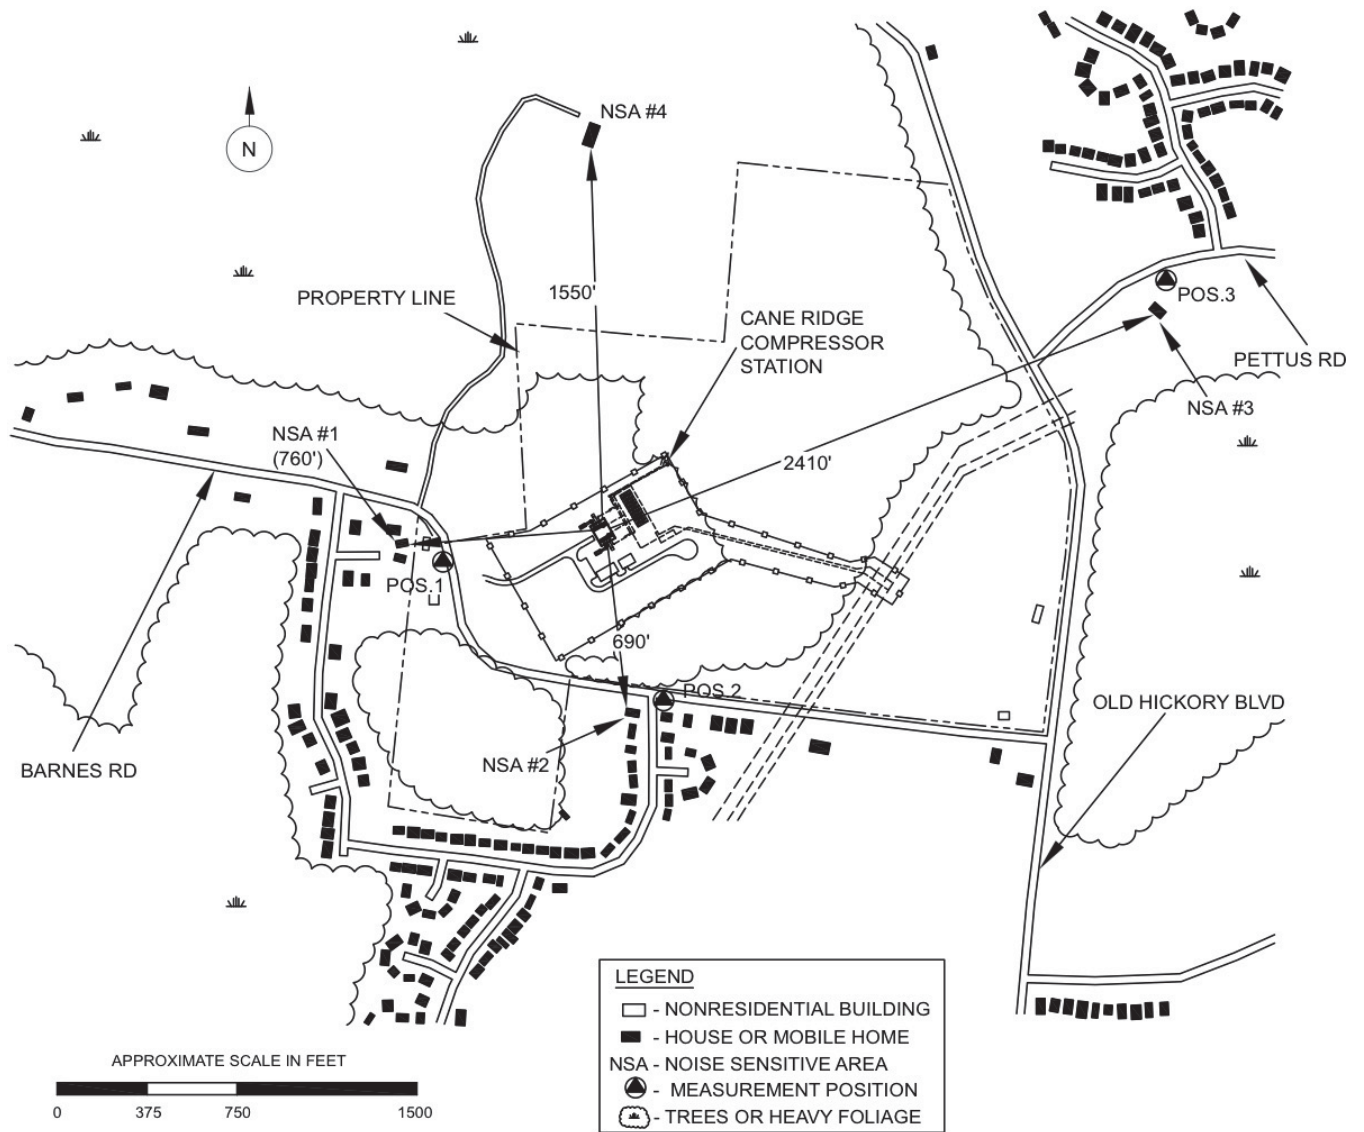 NSA #4
N
1550'
PROPERTY LINE
POS.3
CANE RIDGE
COMPRESSOR
STATION
PETTUS RD
NSA #3
NSA #1
(760')
2410'
POS.1
690'
POS.2
OLD HICKORY BLVD
NSA #2
BARNES RD
LEGEND
- NONRESIDENTIAL BUILDING
- HOUSE OR MOBILE HOME
NSA - NOISE SENSITIVE AREA
- MEASUREMENT POSITION
- TREES OR HEAVY FOLIAGE
APPROXIMATE SCALE IN FEET
0 375 750 1500